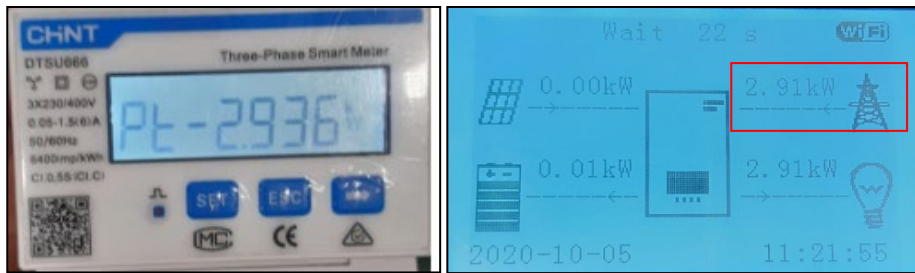 CHNT
DTSU666
Three-Phase Smart Meter
3X230/400V
0.05-1.5(6)A
50/60Hz
6400imp/kWh
Pt-2.936
SET
ESC
MC
CE
Wait 22 s
WiFi
0.00kW
2.91kW
0.01kW
2.91kW
2020-10-05
11:21:55